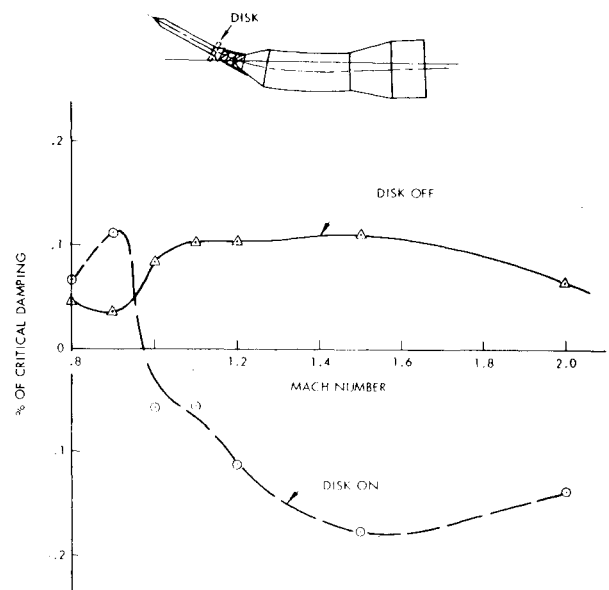 DISK
.2
DISK OFF
.1
% OF CRITICAL DAMPING
0
.8 1.0 1.2 1.4 1.6 1.8 2.0
MACH NUMBER
.1
DISK ON
.2